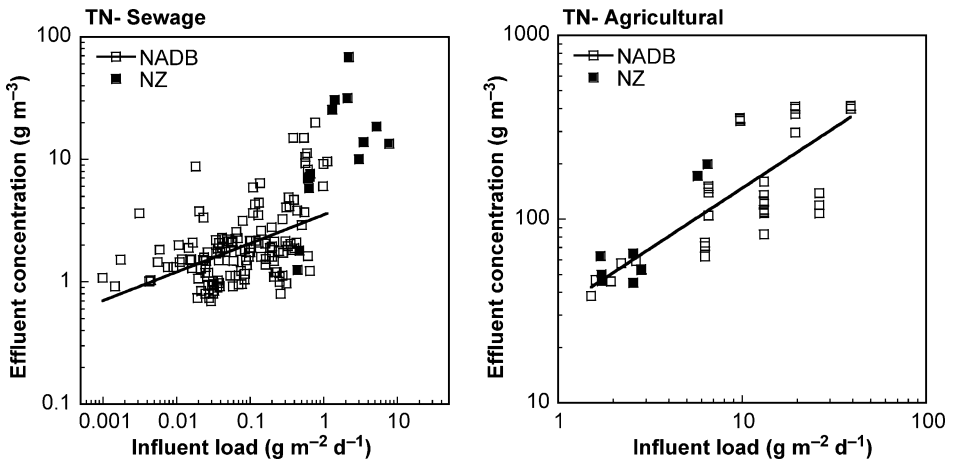 TN- Sewage
100
10
1
0.1
Effluent concentration (g m⁻³)
NADB
NZ
0.001 0.01 0.1 1 10
Influent load (g m⁻² d⁻¹)
TN- Agricultural
1000
100
10
Effluent concentration (g m⁻³)
NADB
NZ
1 10 100
Influent load (g m⁻² d⁻¹)